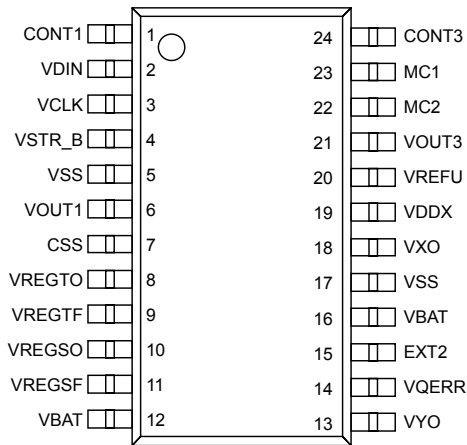 CONT1 1 24 CONT3
VDIN 2 23 MC1
VCLK 3 22 MC2
VSTR_B 4 21 VOUT3
VSS 5 20 VREFU
VOUT1 6 19 VDDX
CSS 7 18 VXO
VREGTO 8 17 VSS
VREGTF 9 16 VBAT
VREGSO 10 15 EXT2
VREGSF 11 14 VQERR
VBAT 12 13 VYO